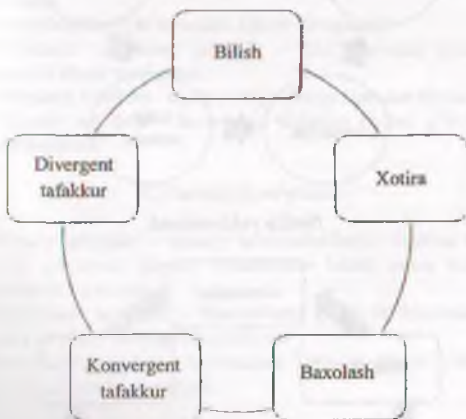 Bilish
Divergent
tafakkur
Xotira
Konvergent
tafakkur
Baxolash